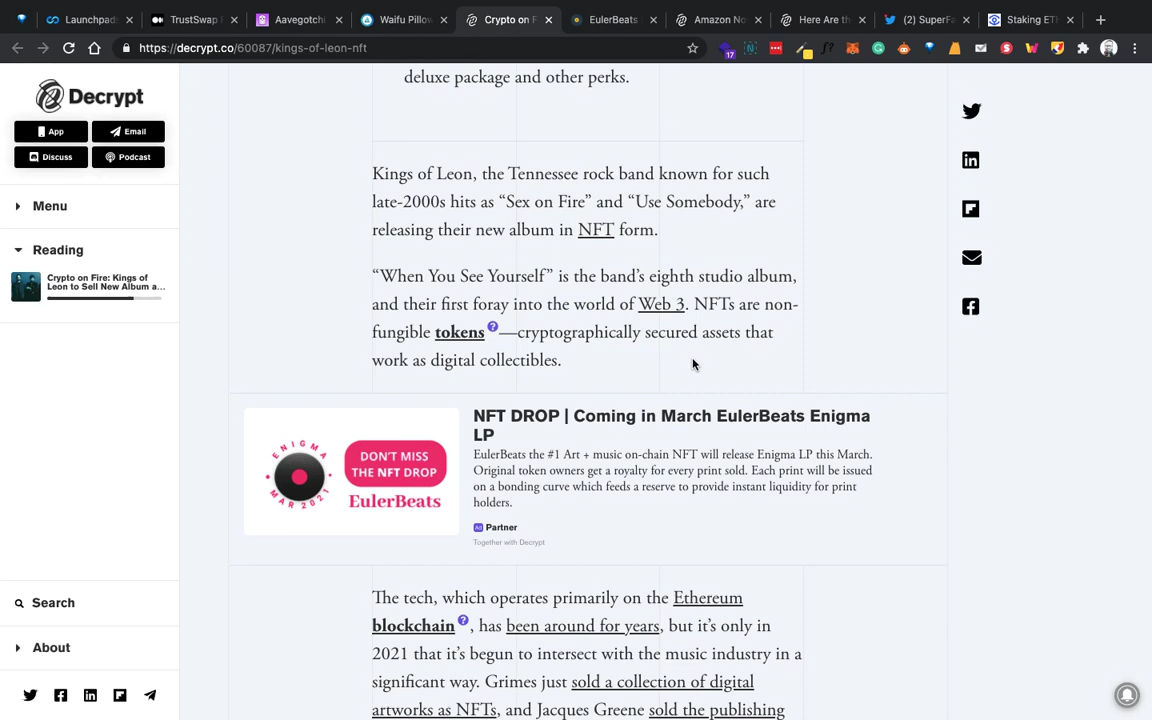 Launchpads
TrustSwap
Aavegotchi
Waifu Pillow
Crypto on F
EulerBeats
Amazon No
Here Are th
(2) SuperFa
Staking ET
https://decrypt.co/60087/kings-of-leon-nft
17
Decrypt
App
Email
Discuss
Podcast
Menu
Reading
Crypto on Fire: Kings of
Leon to Sell New Album a...
Search
About
deluxe package and other perks.
Kings of Leon, the Tennessee rock band known for such
late-2000s hits as “Sex on Fire” and “Use Somebody,” are
releasing their new album in NFT form.
“When You See Yourself” is the band’s eighth studio album,
and their first foray into the world of Web 3. NFTs are non-
fungible tokens ?—cryptographically secured assets that
work as digital collectibles.
ENIGMA
MAR 2021
DON'T MISS
THE NFT DROP
EulerBeats
NFT DROP | Coming in March EulerBeats Enigma
LP
EulerBeats the #1 Art + music on-chain NFT will release Enigma LP this March.
Original token owners get a royalty for every print sold. Each print will be issued
on a bonding curve which feeds a reserve to provide instant liquidity for print
holders.
Ad Partner
Together with Decrypt
The tech, which operates primarily on the Ethereum
blockchain ?, has been around for years, but it’s only in
2021 that it’s begun to intersect with the music industry in a
significant way. Grimes just sold a collection of digital
artworks as NFTs, and Jacques Greene sold the publishing